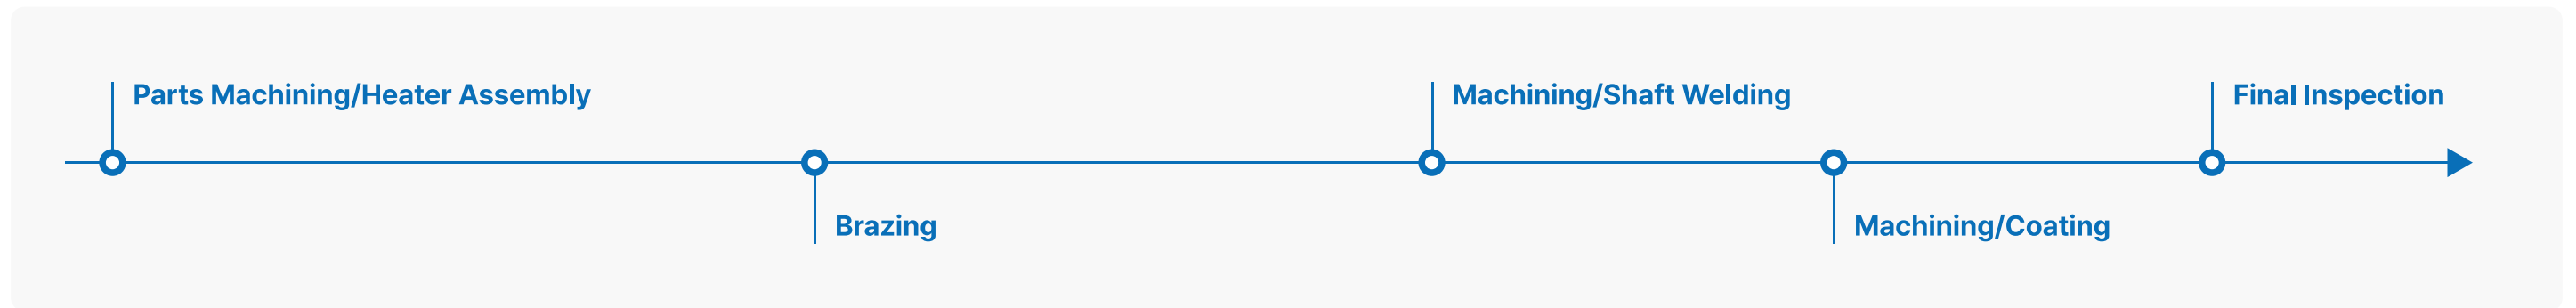 Parts Machining/Heater Assembly
Brazing
Machining/Shaft Welding
Machining/Coating
Final Inspection